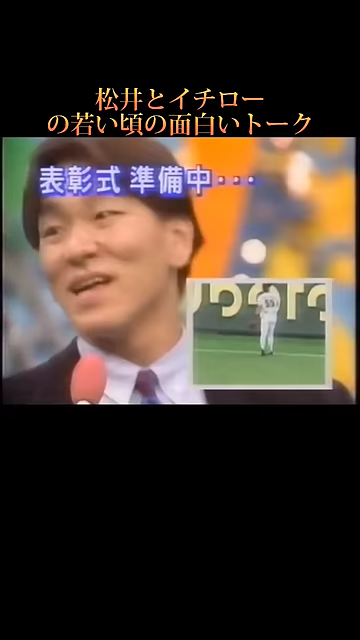 松井とイチロー
の若い頃の面白いトーク
表彰式 準備中・・・
55